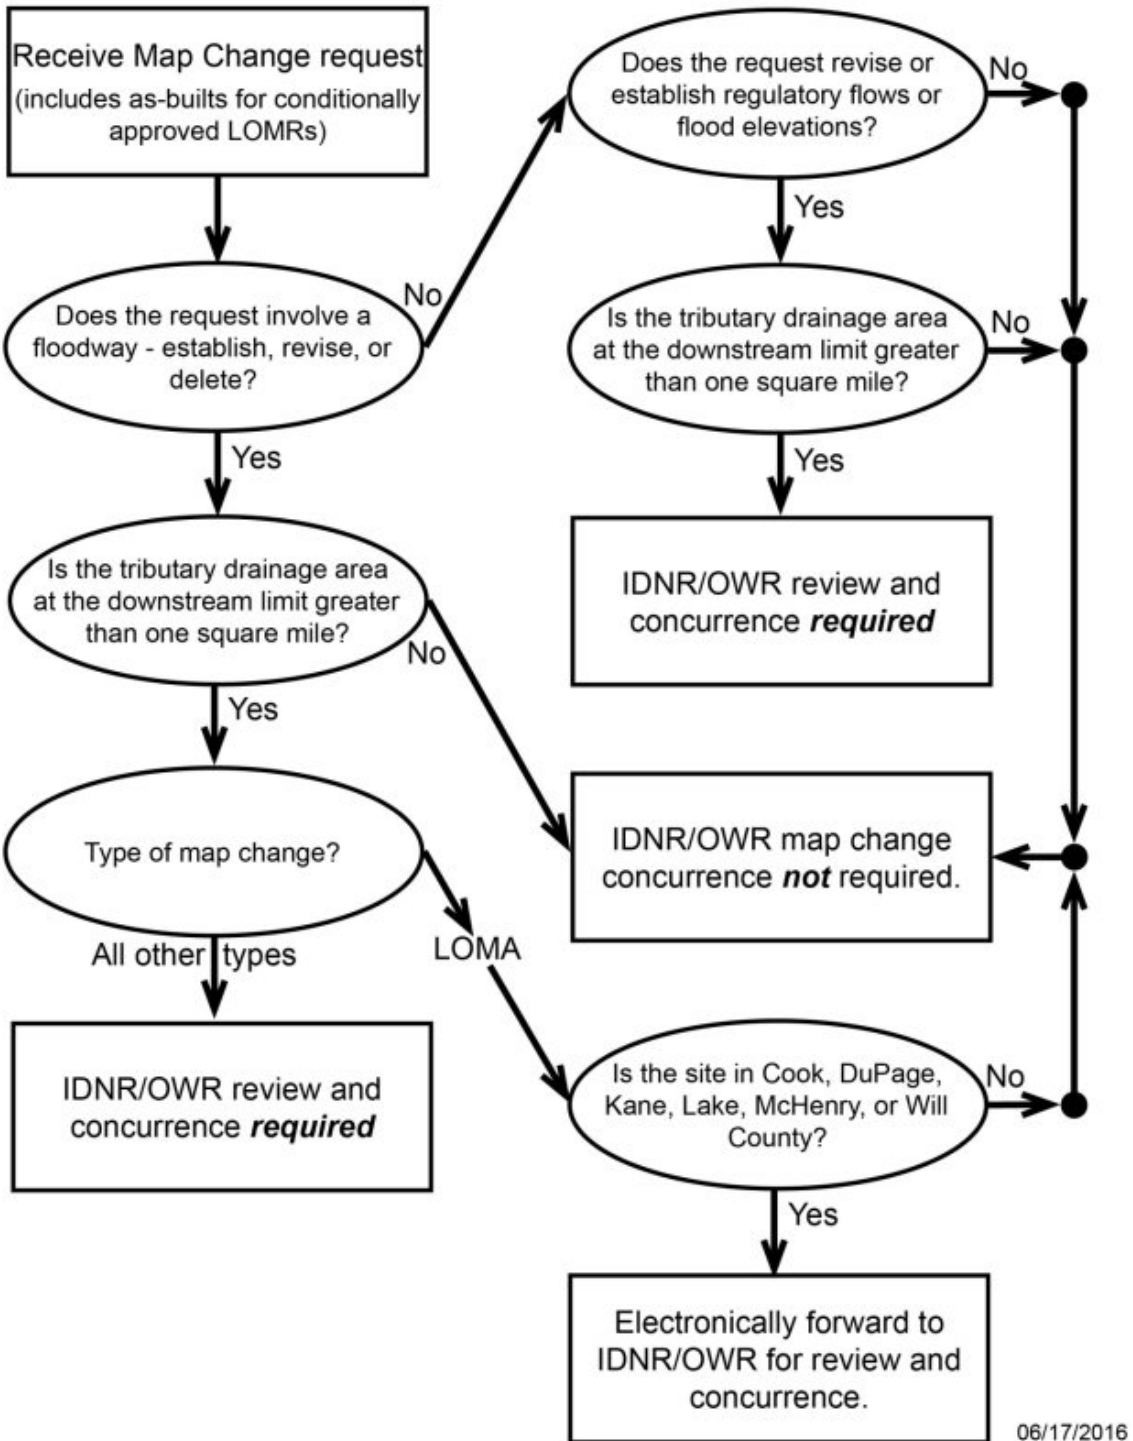 Receive Map Change request
(includes as-builts for conditionally
approved LOMRs)
Does the request involve a
floodway - establish, revise, or
delete?
No
Yes
Is the tributary drainage area
at the downstream limit greater
than one square mile?
No
Yes
Type of map change?
All other types
LOMA
IDNR/OWR review and
concurrence required
Does the request revise or
establish regulatory flows or
flood elevations?
No
Yes
Is the tributary drainage area
at the downstream limit greater
than one square mile?
No
Yes
IDNR/OWR review and
concurrence required
IDNR/OWR map change
concurrence not required.
Is the site in Cook, DuPage,
Kane, Lake, McHenry, or Will
County?
No
Yes
Electronically forward to
IDNR/OWR for review and
concurrence.
06/17/2016